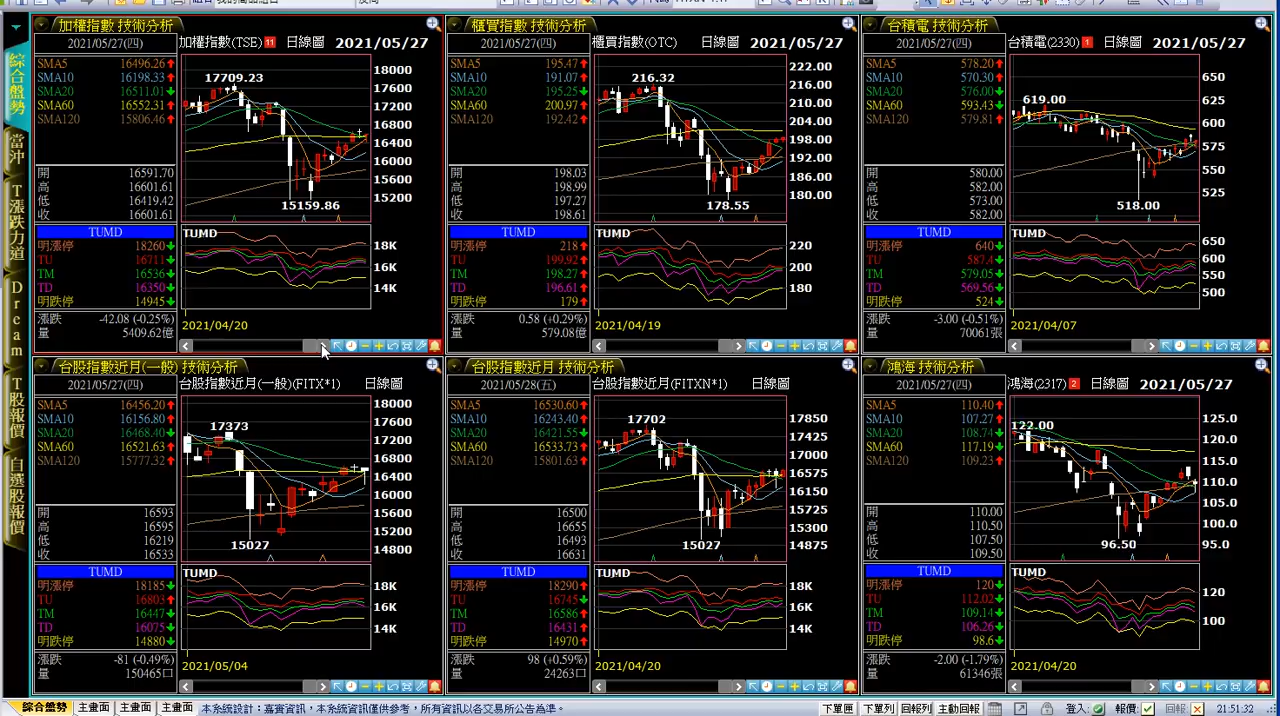 加權指數 技術分析
2021/05/27(四)
加權指數(TSE) 11 日線圖 2021/05/27
SMA5 16496.26
SMA10 16198.33
SMA20 16511.01
SMA60 16552.31
SMA120 15806.46
開 16591.70
高 16601.61
低 16419.42
收 16601.61
17709.23
15159.86
18000
17600
17200
16800
16400
16000
15600
15200
TUMD
明漲停 18260
TU 16711
TM 16536
TD 16350
明跌停 14945
漲跌 -42.08 (-0.25%)
量 5409.62億
TUMD
18K
16K
14K
2021/04/20
櫃買指數 技術分析
2021/05/27(四)
櫃買指數(OTC) 日線圖 2021/05/27
SMA5 195.47
SMA10 191.07
SMA20 195.25
SMA60 200.97
SMA120 192.42
開 198.03
高 198.99
低 197.27
收 198.61
216.32
178.55
222.00
216.00
210.00
204.00
198.00
192.00
186.00
180.00
TUMD
明漲停 218
TU 199.92
TM 198.27
TD 196.61
明跌停 179
漲跌 0.58 (+0.29%)
量 579.08億
TUMD
220
200
180
2021/04/19
台積電 技術分析
2021/05/27(四)
台積電(2330) 1 日線圖 2021/05/27
SMA5 578.20
SMA10 570.30
SMA20 576.00
SMA60 593.43
SMA120 579.81
開 580.00
高 582.00
低 573.00
收 582.00
619.00
518.00
650
625
600
575
550
525
TUMD
明漲停 640
TU 587.4
TM 579.05
TD 569.56
明跌停 524
漲跌 -3.00 (-0.51%)
量 70061張
TUMD
650
600
550
500
2021/04/07
台股指數近月(一般) 技術分析
2021/05/27(四)
台股指數近月(一般)(FITX*1) 日線圖
SMA5 16456.20
SMA10 16156.80
SMA20 16468.40
SMA60 16521.63
SMA120 15777.32
開 16593
高 16595
低 16219
收 16533
17373
15027
18000
17600
17200
16800
16400
16000
15600
15200
14800
TUMD
明漲停 18185
TU 16803
TM 16447
TD 16075
明跌停 14880
漲跌 -81 (-0.49%)
量 150465口
TUMD
18K
16K
14K
2021/05/04
台股指數近月 技術分析
2021/05/28(五)
台股指數近月(FITXN*1) 日線圖
SMA5 16530.60
SMA10 16243.40
SMA20 16421.55
SMA60 16533.73
SMA120 15801.63
開 16500
高 16655
低 16493
收 16631
17702
15027
17850
17425
17000
16575
16150
15725
15300
14875
TUMD
明漲停 18290
TU 16745
TM 16586
TD 16431
明跌停 14970
漲跌 98 (+0.59%)
量 24263口
TUMD
18K
16K
14K
2021/04/20
鴻海 技術分析
2021/05/27(四)
鴻海(2317) 2 日線圖 2021/05/27
SMA5 110.40
SMA10 107.27
SMA20 108.74
SMA60 117.19
SMA120 109.23
開 110.00
高 110.50
低 107.50
收 109.50
122.00
96.50
125.0
120.0
115.0
110.0
105.0
100.0
95.0
TUMD
明漲停 120
TU 112.02
TM 109.14
TD 106.26
明跌停 98.6
漲跌 -2.00 (-1.79%)
量 61346張
TUMD
120
100
2021/04/20
綜合盤勢
當沖
T漲跌力道
Dream
T股報價
自選股報價
綜合盤勢 主畫面 主畫面 主畫面 本系統設計：嘉實資訊，本系統資訊僅供參考，所有資訊以各交易所公告為準。
下單匣 下單列 回報列 主動回報 登入: 報價: 回報: 21:51:32